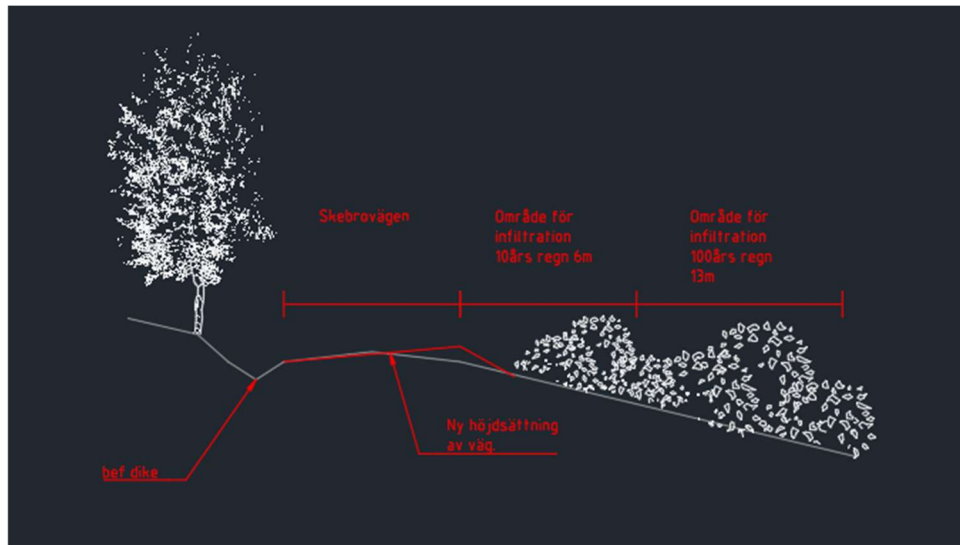 Skebrovägen
Område för
infiltration
10års regn 6m
Område för
infiltration
100års regn
13m
Ny höjdsättning
av väg.
bef dike